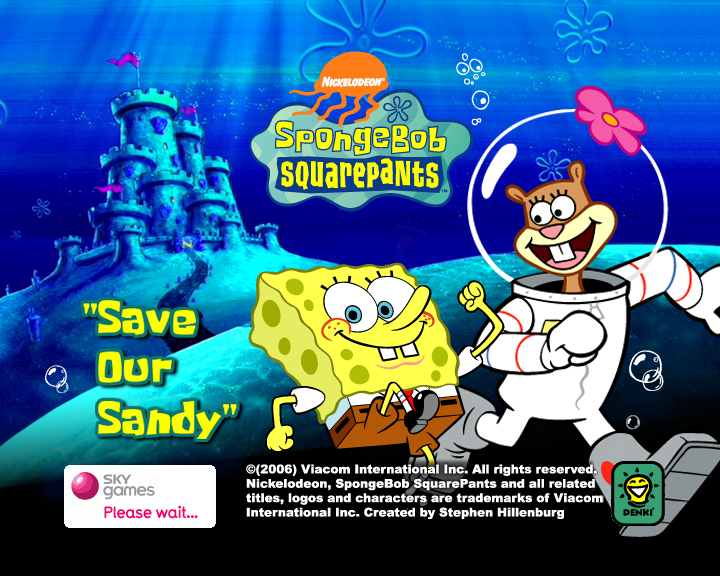 NICKELODEON
SpongeBob
SQUAREPANTS™
"Save
Our
Sandy"
sky
games
Please wait...
©(2006) Viacom International Inc. All rights reserved.
Nickelodeon, SpongeBob SquarePants and all related
titles, logos and characters are trademarks of Viacom
International Inc. Created by Stephen Hillenburg
DENKI